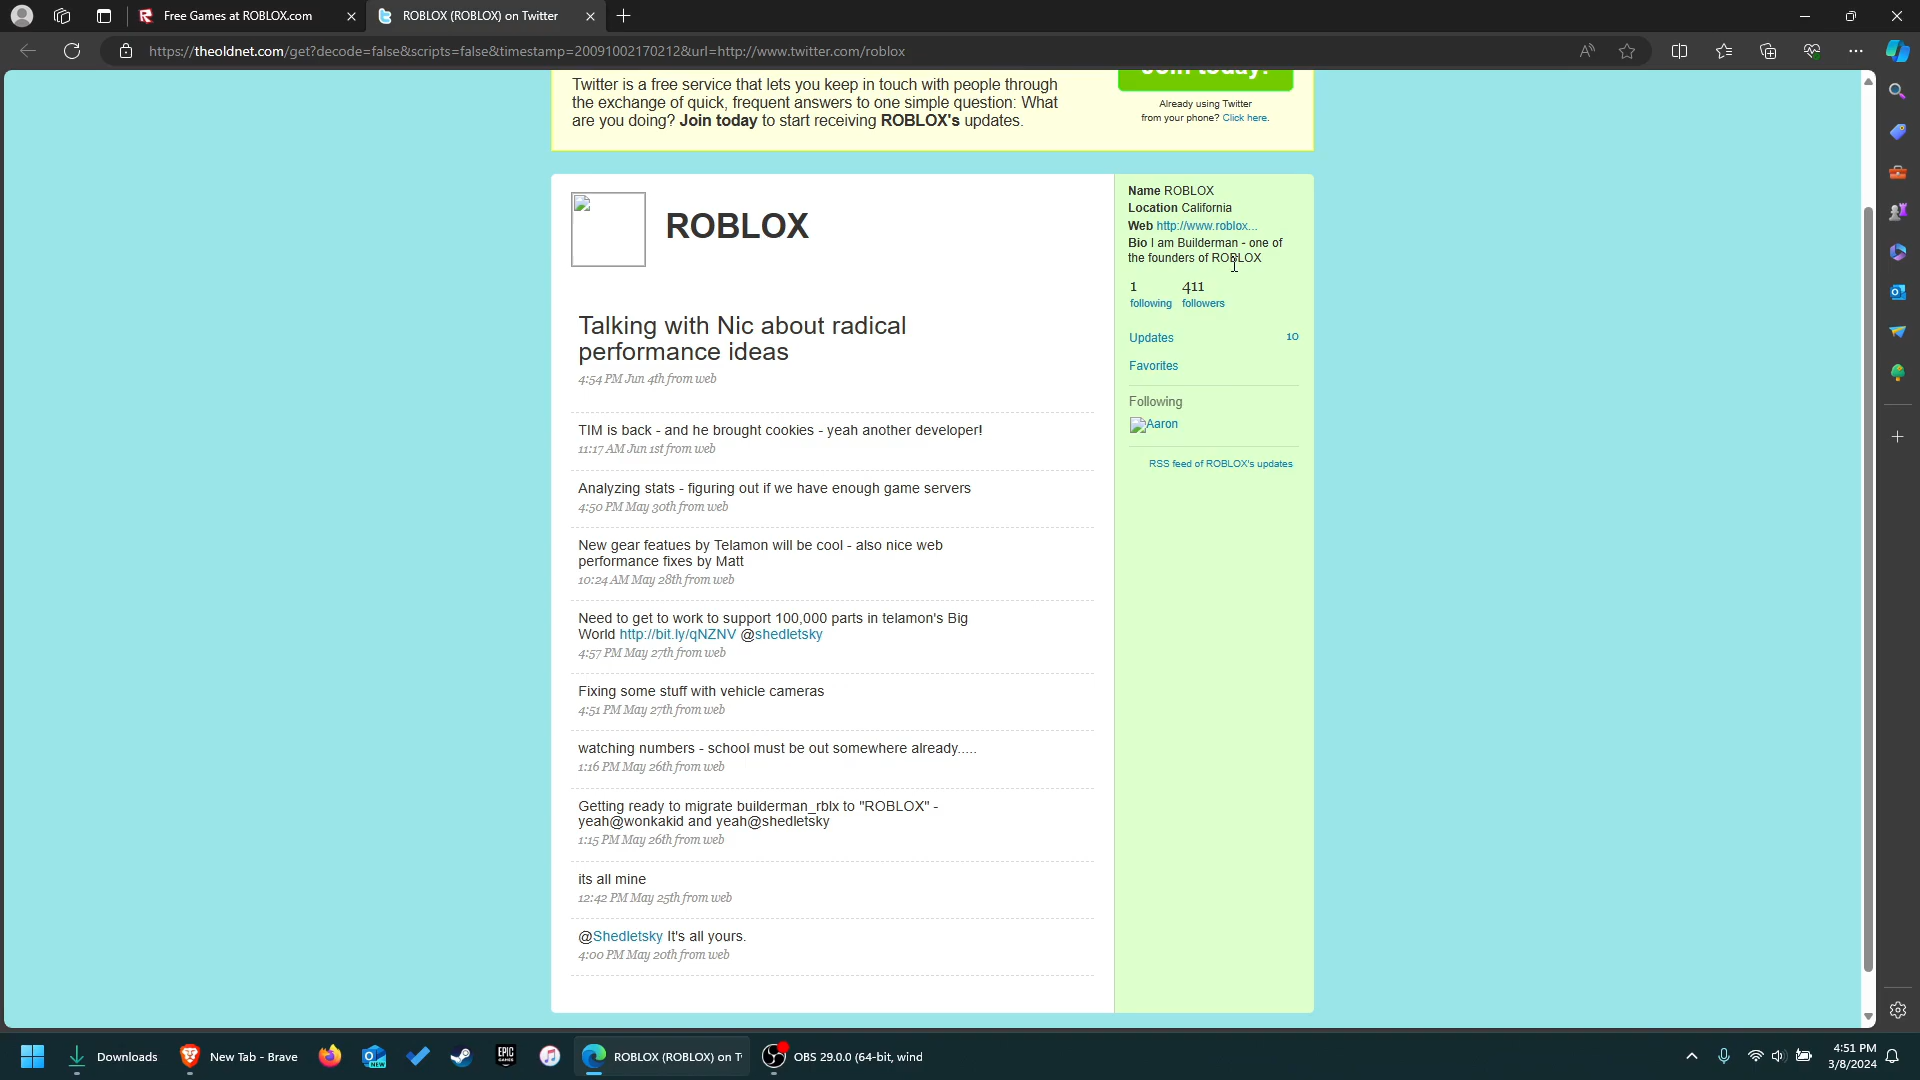 Free Games at ROBLOX.com
ROBLOX (ROBLOX) on Twitter
https://theoldnet.com/get?decode=false&scripts=false&timestamp=20091002170212&url=http://www.twitter.com/roblox
Twitter is a free service that lets you keep in touch with people through
the exchange of quick, frequent answers to one simple question: What
are you doing? Join today to start receiving ROBLOX's updates.
Join today!
Already using Twitter
from your phone? Click here.
ROBLOX
Talking with Nic about radical
performance ideas
4:54 PM Jun 4th from web
TIM is back - and he brought cookies - yeah another developer!
11:17 AM Jun 1st from web
Analyzing stats - figuring out if we have enough game servers
4:50 PM May 30th from web
New gear featues by Telamon will be cool - also nice web
performance fixes by Matt
10:24 AM May 28th from web
Need to get to work to support 100,000 parts in telamon's Big
World http://bit.ly/qNZNV @shedletsky
4:57 PM May 27th from web
Fixing some stuff with vehicle cameras
4:51 PM May 27th from web
watching numbers - school must be out somewhere already.....
1:16 PM May 26th from web
Getting ready to migrate builderman_rblx to "ROBLOX" -
yeah@wonkakid and yeah@shedletsky
1:15 PM May 26th from web
its all mine
12:42 PM May 25th from web
@Shedletsky It's all yours.
4:00 PM May 20th from web
Name ROBLOX
Location California
Web http://www.roblox...
Bio I am Builderman - one of
the founders of ROBLOX
1 411
following followers
Updates 10
Favorites
Following
Aaron
RSS feed of ROBLOX's updates
Downloads
New Tab - Brave
NEW
EPIC GAMES
ROBLOX (ROBLOX) on T
OBS 29.0.0 (64-bit, wind
4:51 PM
3/8/2024